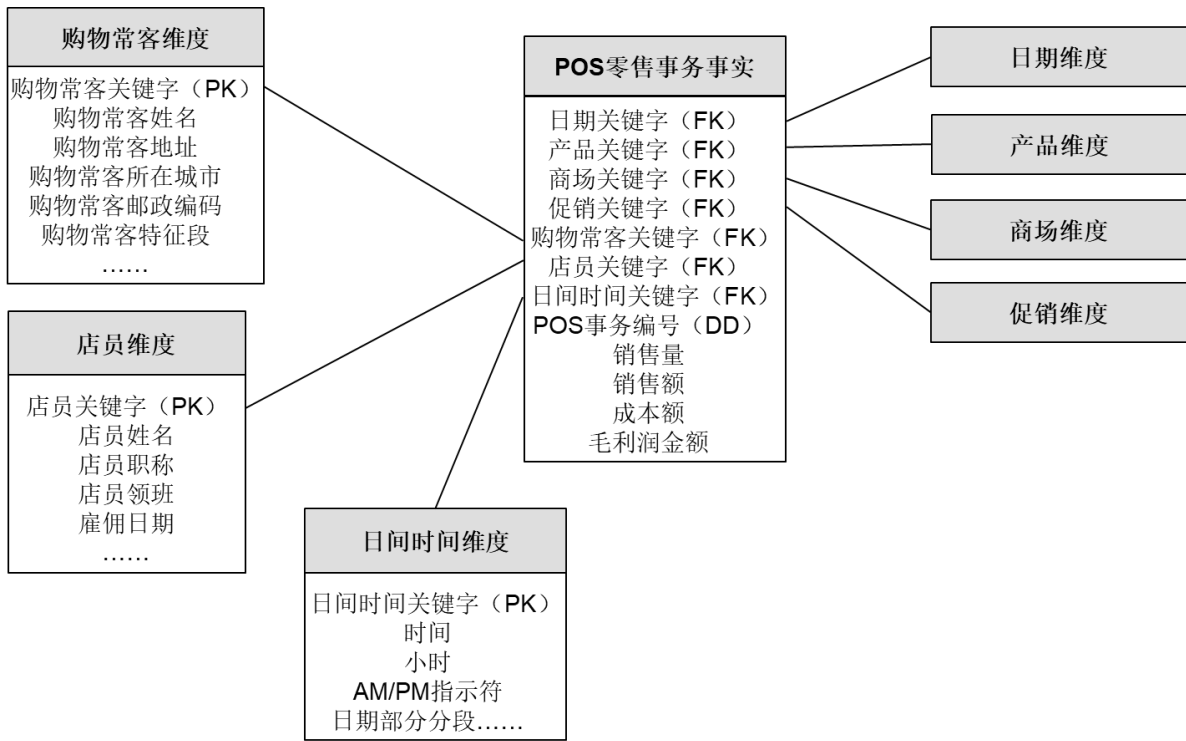 购物常客维度
购物常客关键字（PK）
购物常客姓名
购物常客地址
购物常客所在城市
购物常客邮政编码
购物常客特征段
……
店员维度
店员关键字（PK）
店员姓名
店员职称
店员领班
雇佣日期
……
日间时间维度
日间时间关键字（PK）
时间
小时
AM/PM指示符
日期部分分段……
POS零售事务事实
日期关键字（FK）
产品关键字（FK）
商场关键字（FK）
促销关键字（FK）
购物常客关键字（FK）
店员关键字（FK）
日间时间关键字（FK）
POS事务编号（DD）
销售量
销售额
成本额
毛利润金额
日期维度
产品维度
商场维度
促销维度